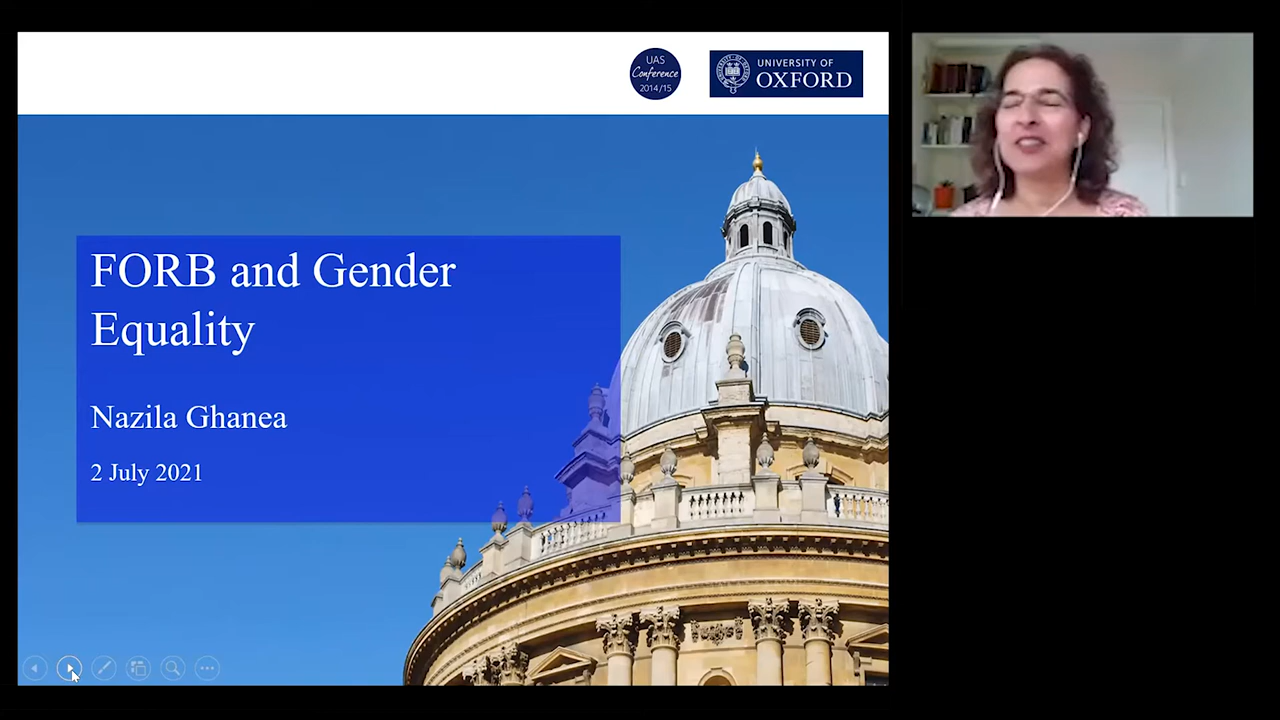 UAS
Conference
2014/15
UNIVERSITY OF
OXFORD
FORB and Gender
Equality
Nazila Ghanea
2 July 2021